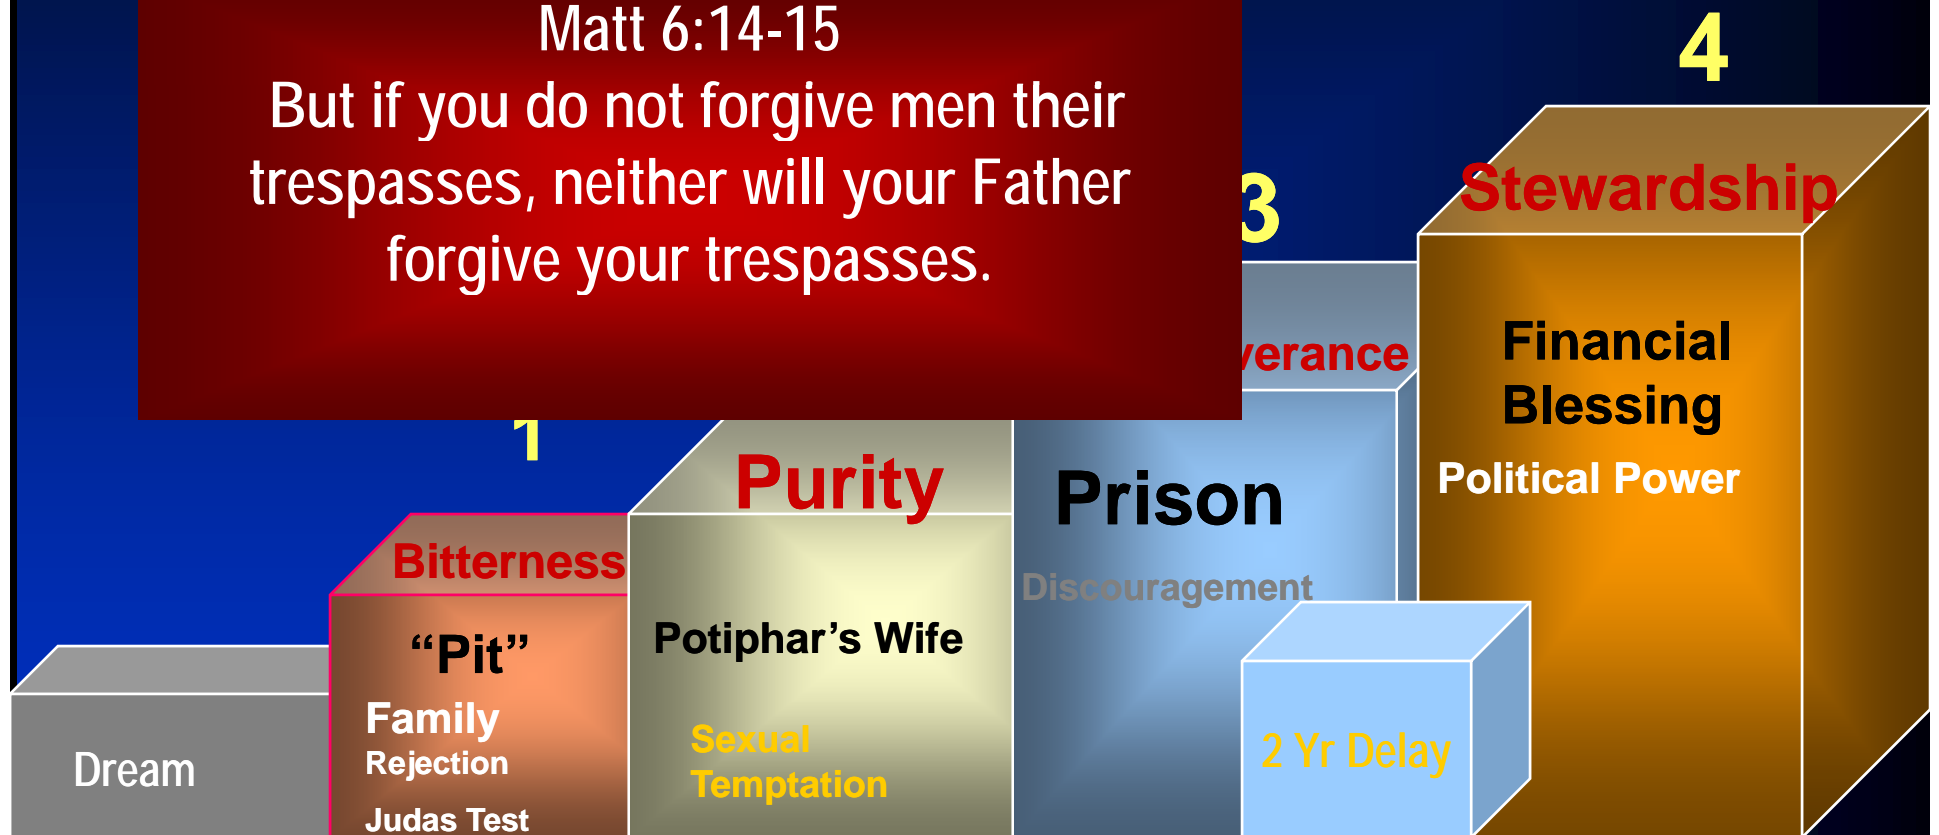 Matt 6:14-15
But if you do not forgive men their
trespasses, neither will your Father
forgive your trespasses.
4
Stewardship
Financial
Blessing
Political Power
3
verance
Prison
Discouragement
2 Yr Delay
Purity
Potiphar’s Wife
Sexual
Temptation
1
Bitterness
“Pit”
Family
Rejection
Judas Test
Dream